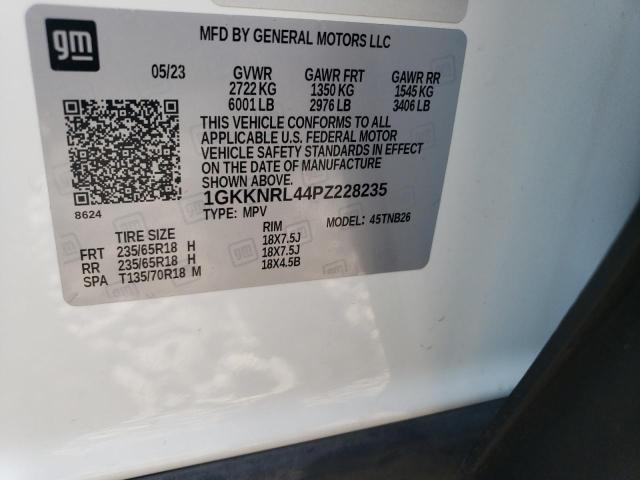 gm
MFD BY GENERAL MOTORS LLC
05/23 GVWR GAWR FRT GAWR RR
2722 KG 1350 KG 1545 KG
6001 LB 2976 LB 3406 LB
THIS VEHICLE CONFORMS TO ALL
APPLICABLE U.S. FEDERAL MOTOR
VEHICLE SAFETY STANDARDS IN EFFECT
ON THE DATE OF MANUFACTURE
SHOWN ABOVE.
8624
1GKKNRL44PZ228235
TYPE: MPV MODEL: 45TNB26
TIRE SIZE RIM
FRT 235/65R18 H 18X7.5J
RR 235/65R18 H 18X7.5J
SPA T135/70R18 M 18X4.5B